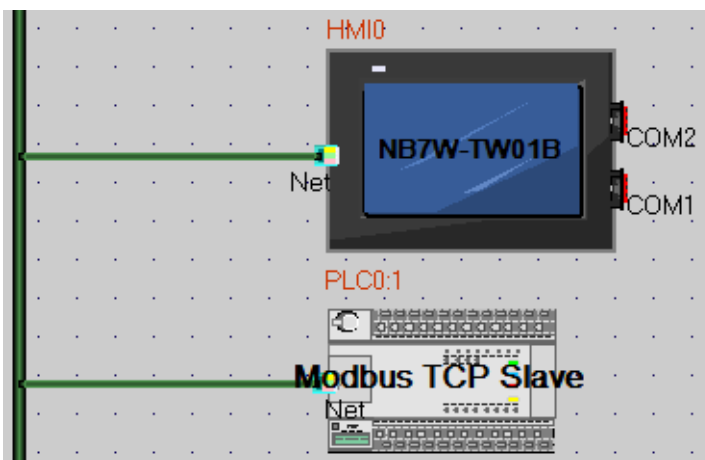 HMI0
NB7W-TW01B
COM2
Net
COM1
PLC0:1
Modbus TCP Slave
Net